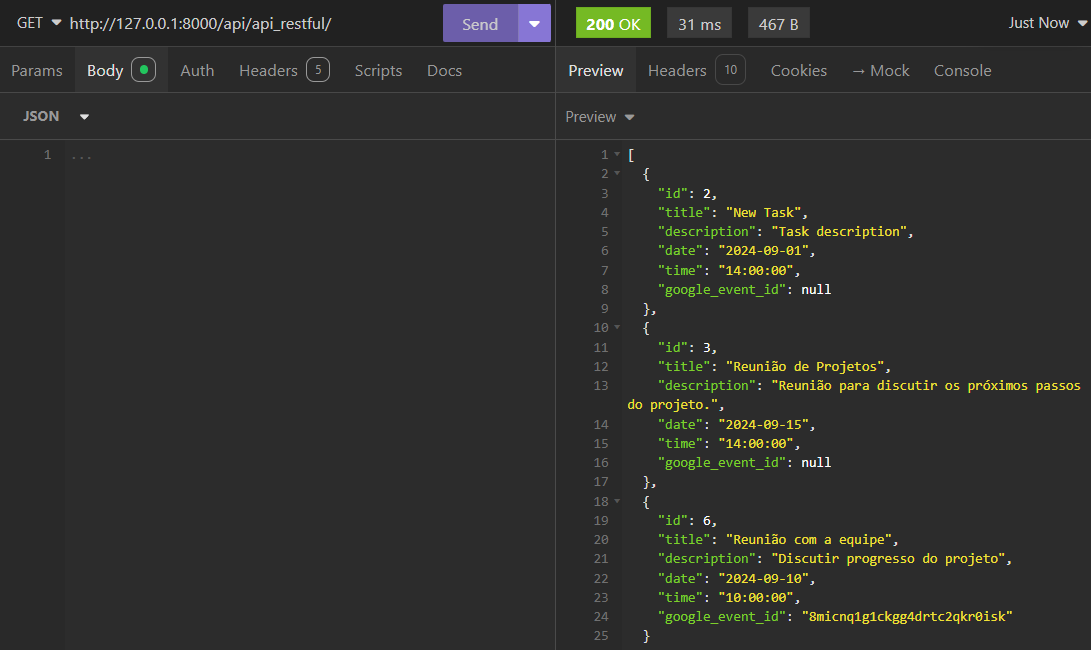 GET http://127.0.0.1:8000/api/api_restful/ Send
200 OK 31 ms 467 B Just Now
Params Body Auth Headers 5 Scripts Docs
Preview Headers 10 Cookies → Mock Console
JSON
Preview
1 ...
1 [
2 {
3 "id": 2,
4 "title": "New Task",
5 "description": "Task description",
6 "date": "2024-09-01",
7 "time": "14:00:00",
8 "google_event_id": null
9 },
10 {
11 "id": 3,
12 "title": "Reunião de Projetos",
13 "description": "Reunião para discutir os próximos passos
do projeto.",
14 "date": "2024-09-15",
15 "time": "14:00:00",
16 "google_event_id": null
17 },
18 {
19 "id": 6,
20 "title": "Reunião com a equipe",
21 "description": "Discutir progresso do projeto",
22 "date": "2024-09-10",
23 "time": "10:00:00",
24 "google_event_id": "8micnq1g1ckgg4drtc2qkr0isk"
25 }